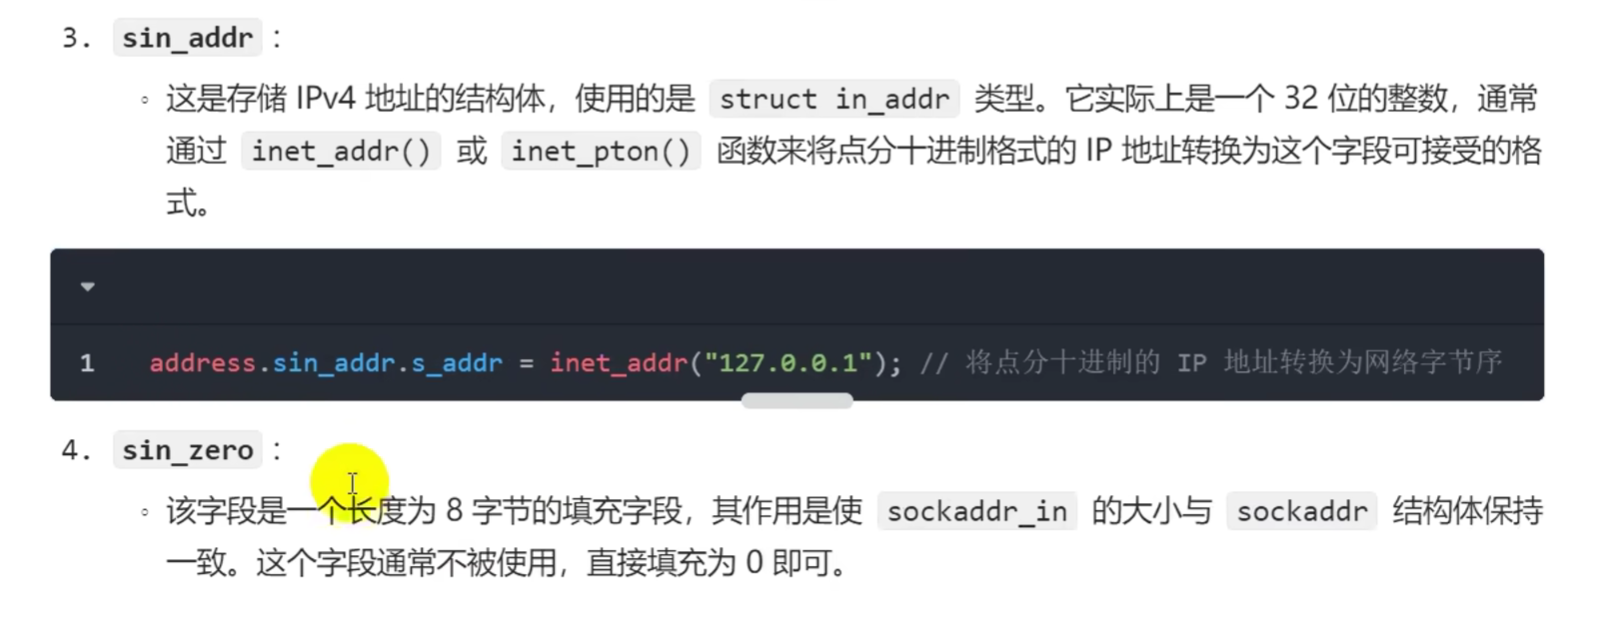 3. sin_addr :
◦ 这是存储 IPv4 地址的结构体，使用的是 struct in_addr 类型。它实际上是一个 32 位的整数，通常
通过 inet_addr() 或 inet_pton() 函数来将点分十进制格式的 IP 地址转换为这个字段可接受的格
式。
1 address.sin_addr.s_addr = inet_addr("127.0.0.1"); // 将点分十进制的 IP 地址转换为网络字节序
4. sin_zero :
◦ 该字段是一个长度为 8 字节的填充字段，其作用是使 sockaddr_in 的大小与 sockaddr 结构体保持
一致。这个字段通常不被使用，直接填充为 0 即可。